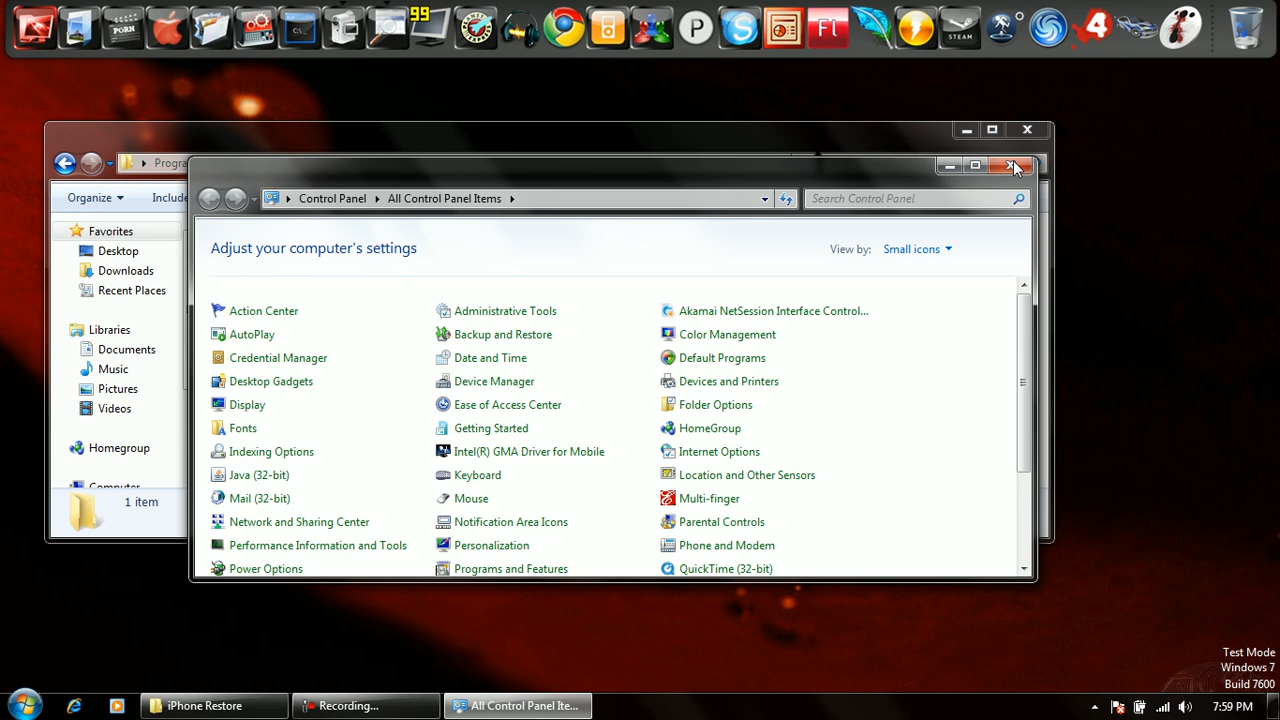 PORN
99
P
Fl
STEAM
4
Progra
Organize
Include
Favorites
Desktop
Downloads
Recent Places
Libraries
Documents
Music
Pictures
Videos
Homegroup
Computer
1 item
Control Panel All Control Panel Items
Search Control Panel
Adjust your computer's settings
View by: Small icons
Action Center Administrative Tools Akamai NetSession Interface Control...
AutoPlay Backup and Restore Color Management
Credential Manager Date and Time Default Programs
Desktop Gadgets Device Manager Devices and Printers
Display Ease of Access Center Folder Options
Fonts Getting Started HomeGroup
Indexing Options Intel(R) GMA Driver for Mobile Internet Options
Java (32-bit) Keyboard Location and Other Sensors
Mail (32-bit) Mouse Multi-finger
Network and Sharing Center Notification Area Icons Parental Controls
Performance Information and Tools Personalization Phone and Modem
Power Options Programs and Features QuickTime (32-bit)
Test Mode
Windows 7
Build 7600
iPhone Restore
Recording...
All Control Panel Ite...
7:59 PM